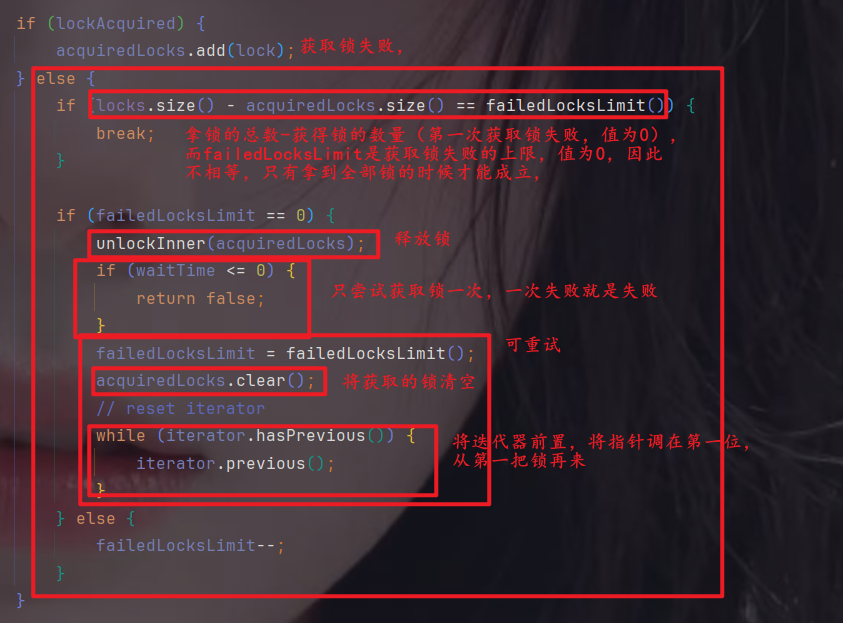 if (lockAcquired) {
acquiredLocks.add(lock); 获取锁失败，
} else {
if (locks.size() - acquiredLocks.size() == failedLocksLimit()) {
break; 拿锁的总数-获得锁的数量（第一次获取锁失败，值为0），
而failedLocksLimit是获取锁失败的上限，值为0，因此
} 不相等，只有拿到全部锁的时候才能成立，
if (failedLocksLimit == 0) {
unlockInner(acquiredLocks); 释放锁
if (waitTime <= 0) {
return false; 只尝试获取锁一次，一次失败就是失败
}
failedLocksLimit = failedLocksLimit(); 可重试
acquiredLocks.clear(); 将获取的锁清空
// reset iterator
while (iterator.hasPrevious()) { 将迭代器前置，将指针调在第一位，
iterator.previous(); 从第一把锁再来
}
} else {
failedLocksLimit--;
}
}